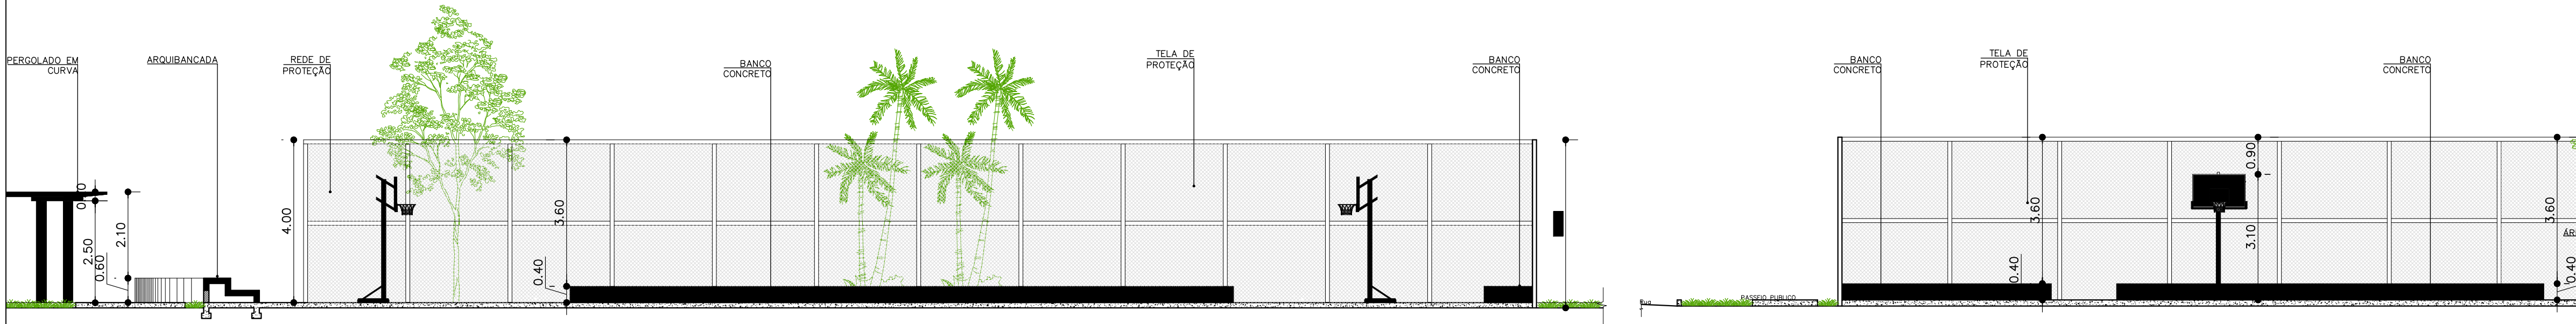 PERGOLADO EM
CURVA
ARQUIBANCADA
REDE DE
PROTEÇÃO
BANCO
CONCRETO
TELA DE
PROTEÇÃO
BANCO
CONCRETO
2.50
0.60
2.10
4.00
3.60
0.40
BANCO
CONCRETO
TELA DE
PROTEÇÃO
BANCO
CONCRETO
Rua
PASSEIO PUBLICO
0.40
3.60
0.90
3.10
3.60
0.40